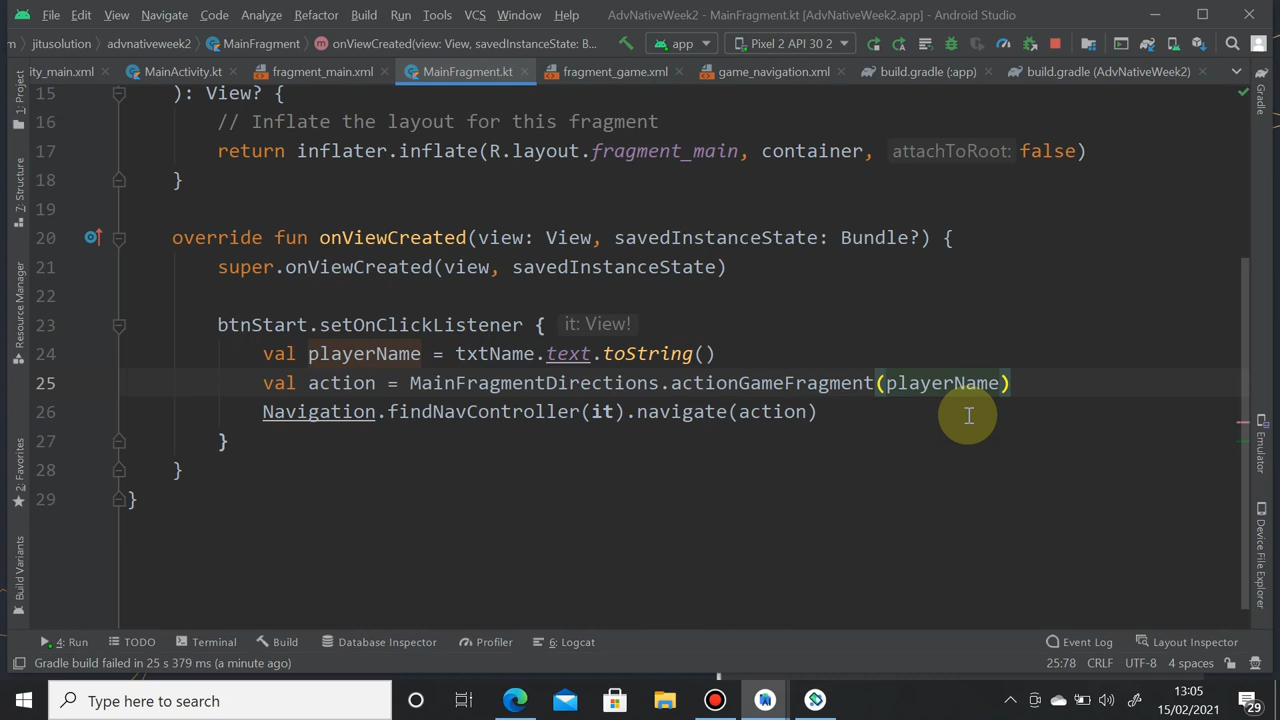 File Edit View Navigate Code Analyze Refactor Build Run Tools VCS Window Help AdvNativeWeek2 - MainFragment.kt [AdvNativeWeek2.app] - Android Studio
m jitusolution advnativeweek2 MainFragment onViewCreated(view: View, savedInstanceState: B... app Pixel 2 API 30 2
ity_main.xml MainActivity.kt fragment_main.xml MainFragment.kt fragment_game.xml game_navigation.xml build.gradle (:app) build.gradle (AdvNativeWeek2)
1: Project
Z: Structure
Resource Manager
2: Favorites
Build Variants
15 ): View? {
16 // Inflate the layout for this fragment
17 return inflater.inflate(R.layout.fragment_main, container, attachToRoot: false)
18 }
19
20 override fun onViewCreated(view: View, savedInstanceState: Bundle?) {
21 super.onViewCreated(view, savedInstanceState)
22
23 btnStart.setOnClickListener { it: View!
24 val playerName = txtName.text.toString()
25 val action = MainFragmentDirections.actionGameFragment(playerName)
26 Navigation.findNavController(it).navigate(action)
27 }
28 }
29 }
Gradle
Emulator
Device File Explorer
4: Run TODO Terminal Build Database Inspector Profiler 6: Logcat Event Log Layout Inspector
Gradle build failed in 25 s 379 ms (a minute ago) 25:78 CRLF UTF-8 4 spaces
Type here to search
13:05
15/02/2021
29